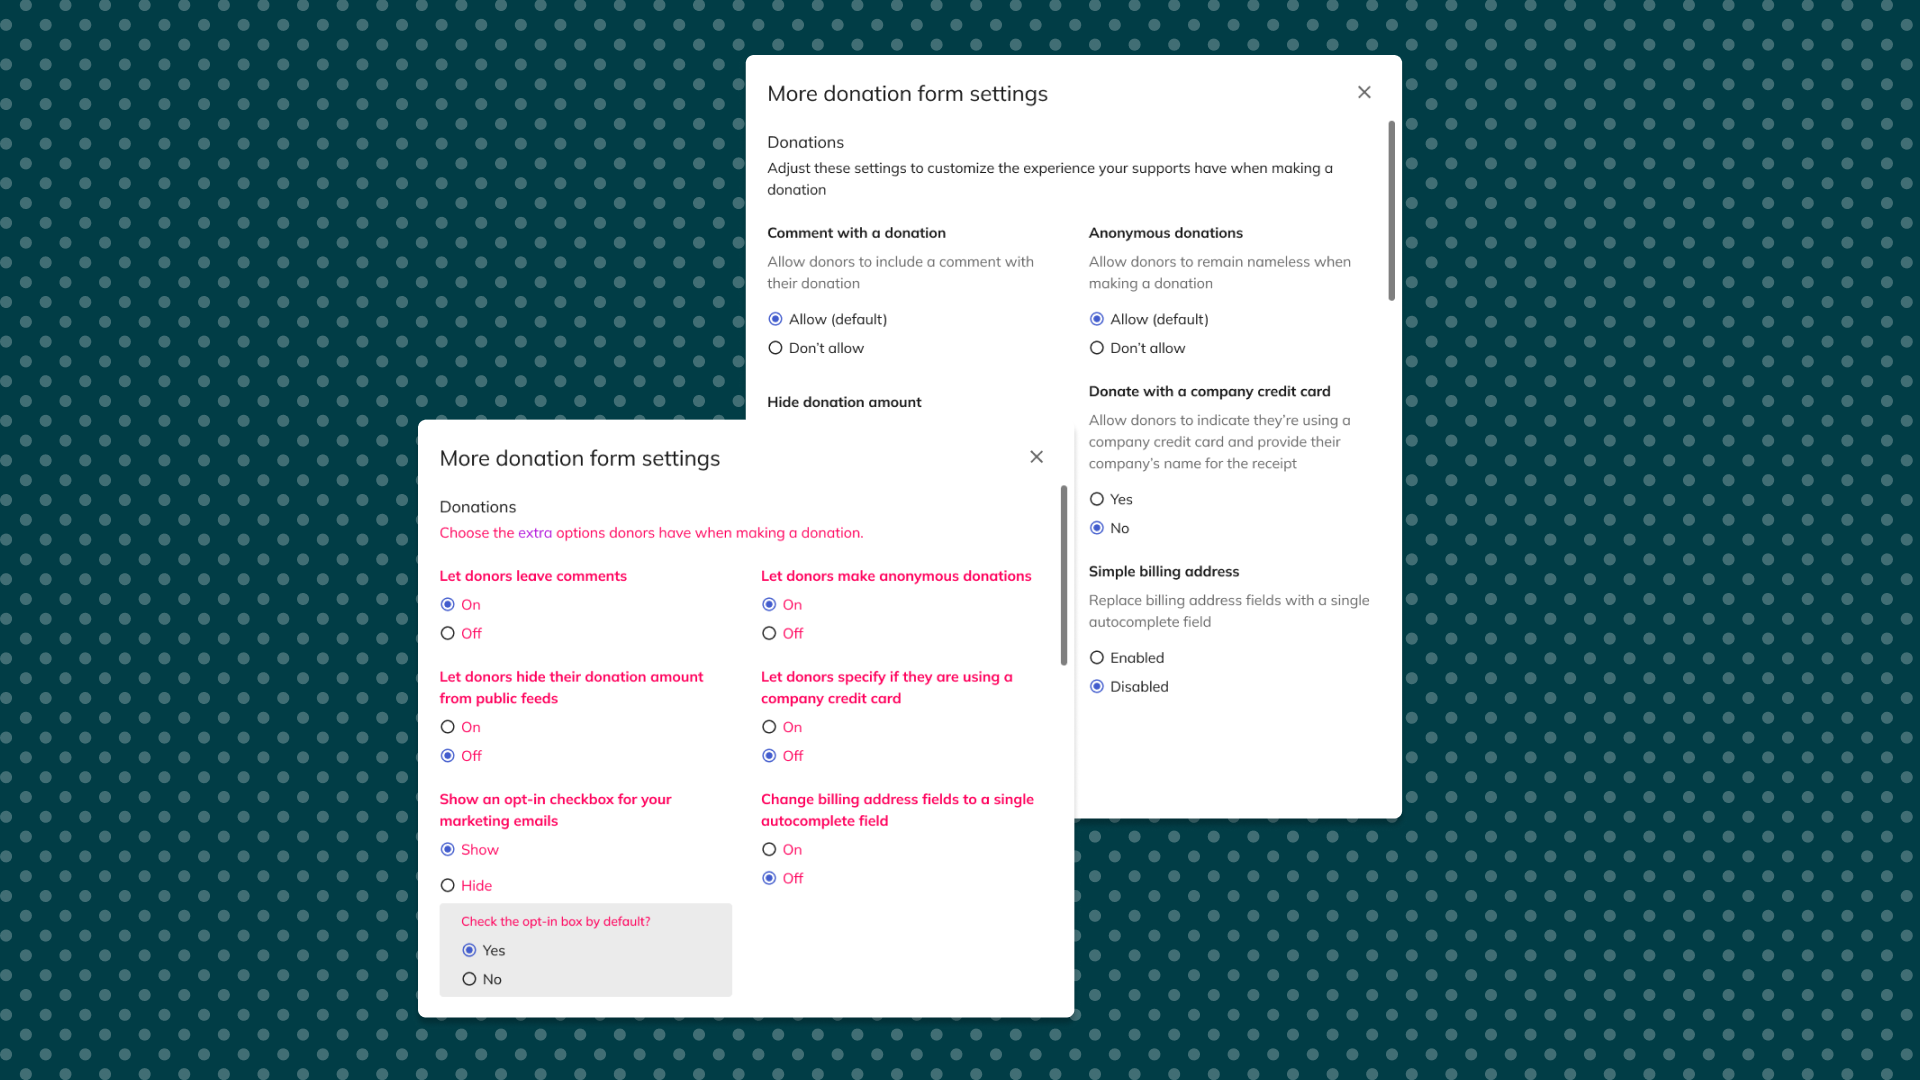 More donation form settings
Donations
Adjust these settings to customize the experience your supports have when making a
donation
Comment with a donation
Allow donors to include a comment with
their donation
Allow (default)
Don’t allow
Hide donation amount
Anonymous donations
Allow donors to remain nameless when
making a donation
Allow (default)
Don’t allow
Donate with a company credit card
Allow donors to indicate they’re using a
company credit card and provide their
company’s name for the receipt
Yes
No
Simple billing address
Replace billing address fields with a single
autocomplete field
Enabled
Disabled
More donation form settings
Donations
Choose the extra options donors have when making a donation.
Let donors leave comments
On
Off
Let donors hide their donation amount
from public feeds
On
Off
Show an opt-in checkbox for your
marketing emails
Show
Hide
Check the opt-in box by default?
Yes
No
Let donors make anonymous donations
On
Off
Let donors specify if they are using a
company credit card
On
Off
Change billing address fields to a single
autocomplete field
On
Off